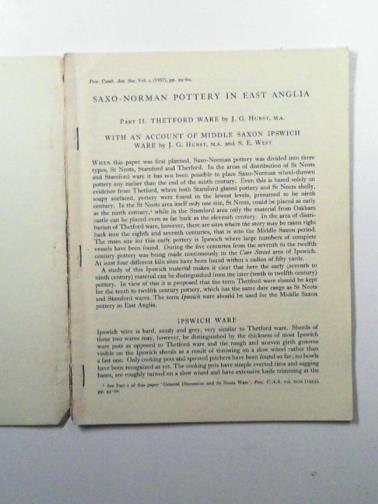 Proc. Camb. Ant. Soc. Vol. L (1957), pp. 29-60.
SAXO-NORMAN POTTERY IN EAST ANGLIA
PART II. THETFORD WARE by J. G. HURST, M.A.
WITH AN ACCOUNT OF MIDDLE SAXON IPSWICH
WARE by J. G. HURST, M.A. and S. E. WEST
WHEN this paper was first planned, Saxo-Norman pottery was divided into three
types, St Neots, Stamford and Thetford. In the areas of distribution of St Neots
and Stamford ware it has not been possible to place Saxo-Norman wheel-thrown
pottery any earlier than the end of the ninth century. Even this is based solely on
evidence from Thetford, where both Stamford glazed pottery and St Neots shelly,
soapy surfaced, pottery were found in the lowest levels, presumed to be ninth
century. In the St Neots area itself only one site, St Neots, could be placed as early
as the ninth century,¹ while in the Stamford area only the material from Oakham
castle can be placed even as far back as the eleventh century. In the area of distri-
bution of Thetford ware, however, there are sites where the story may be taken right
back into the eighth and seventh centuries, that is into the Middle Saxon period.
The main site for this early pottery is Ipswich where large numbers of complete
vessels have been found. During the five centuries from the seventh to the twelfth
century pottery was being made continuously in the Carr Street area of Ipswich.
At least four different kiln sites have been found within a radius of fifty yards.
A study of this Ipswich material makes it clear that here the early (seventh to
ninth century) material can be distinguished from the later (tenth to twelfth century)
pottery. In view of this it is proposed that the term Thetford ware should be kept
for the tenth to twelfth century pottery, which has the same date range as St Neots
and Stamford wares. The term Ipswich ware should be used for the Middle Saxon
pottery in East Anglia.
IPSWICH WARE
Ipswich ware is hard, sandy and grey, very similar to Thetford ware. Sherds of
these two wares may, however, be distinguished by the thickness of most Ipswich
ware pots as opposed to Thetford ware and the rough and uneven girth grooves
visible on the Ipswich sherds as a result of throwing on a slow wheel rather than
a fast one. Only cooking pots and spouted pitchers have been found so far; no bowls
have been recognized as yet. The cooking pots have simple everted rims and sagging
bases, are roughly turned on a slow wheel and have extensive knife trimming at the
¹ See Part I of this paper 'General Discussion and St Neots Ware', Proc. C.A.S. vol. XLIX (1955),
pp. 43-70.